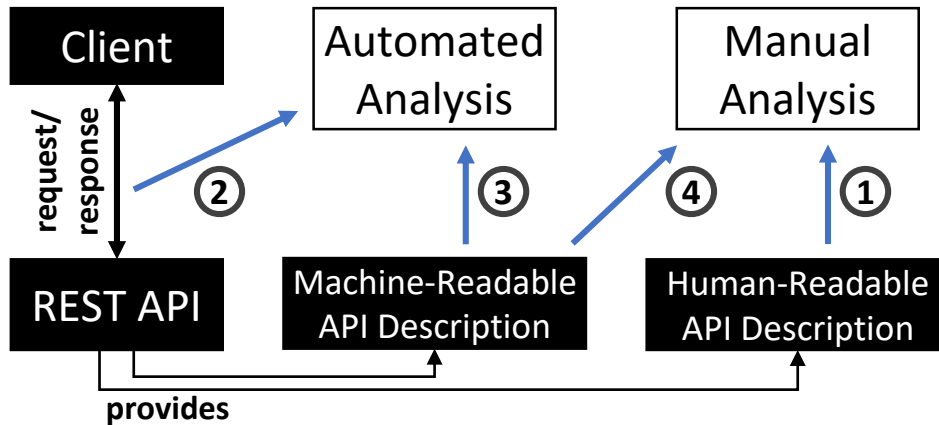 Client
Automated
Analysis
Manual
Analysis
request/
response
2
3
4
1
REST API
Machine-Readable
API Description
Human-Readable
API Description
provides